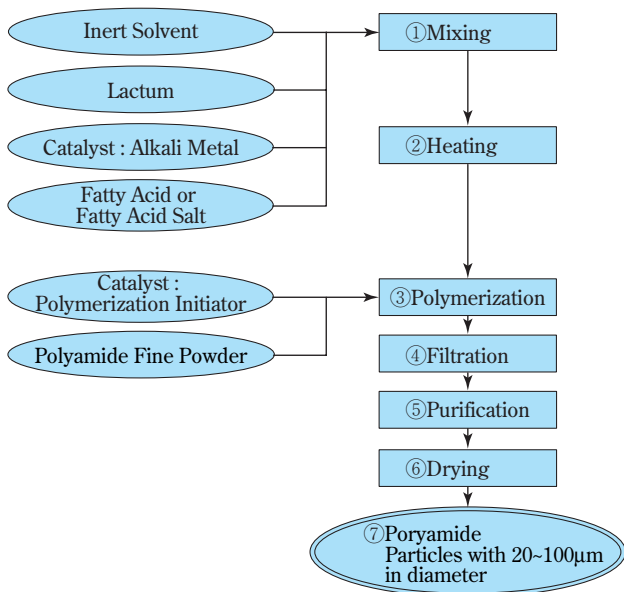 Inert Solvent
①Mixing
Lactum
Catalyst : Alkali Metal
②Heating
Fatty Acid or
Fatty Acid Salt
Catalyst :
Polymerization Initiator
③Polymerization
Polyamide Fine Powder
④Filtration
⑤Purification
⑥Drying
⑦Poryamide
Particles with 20~100µm
in diameter